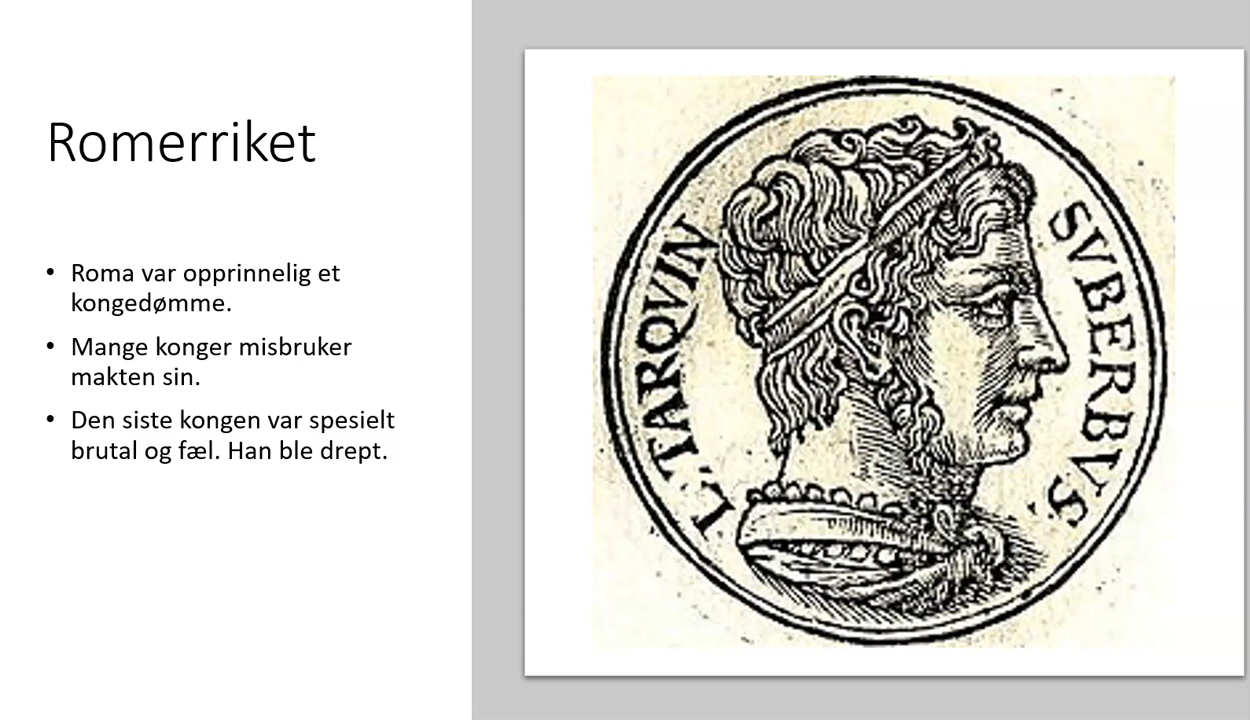 Romerriket
• Roma var opprinnelig et
kongedømme.
• Mange konger misbruker
makten sin.
• Den siste kongen var spesielt
brutal og fæl. Han ble drept.
L. TARQVIN
SVBERBVS.